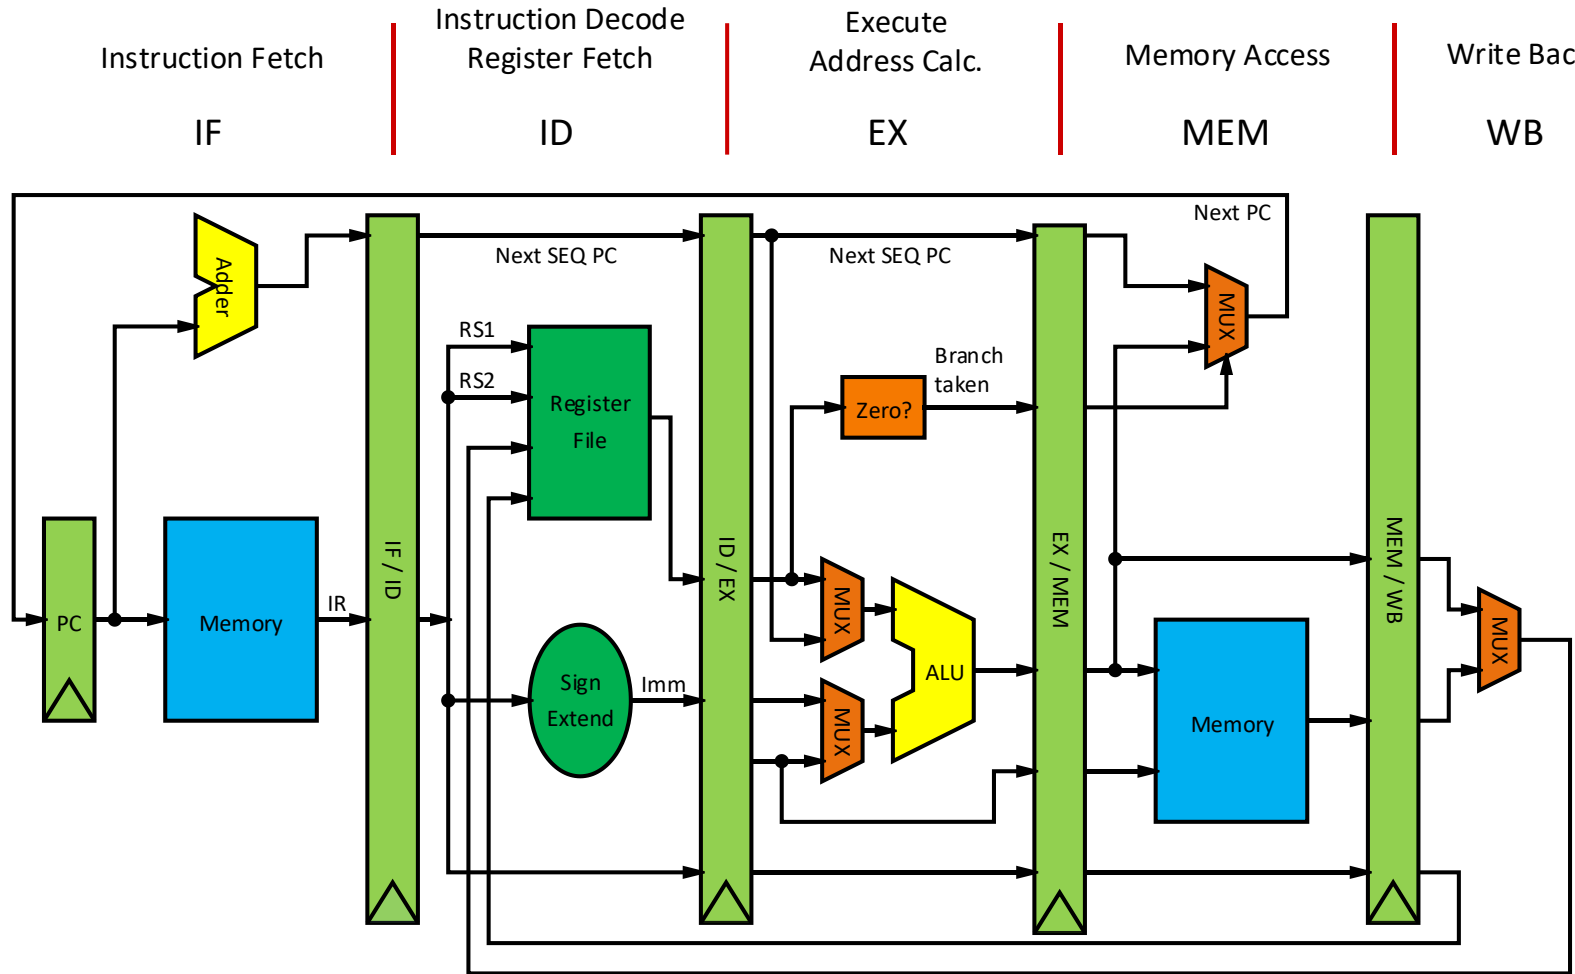 Instruction Fetch
Instruction Decode
Register Fetch
Execute
Address Calc.
Memory Access
Write Bac
IF
ID
EX
MEM
WB
Next PC
Adder
Next SEQ PC
Next SEQ PC
MUX
RS1
RS2
Register
File
Branch
taken
Zero?
IF / ID
ID / EX
EX / MEM
MEM / WB
PC
Memory
IR
MUX
MUX
ALU
Sign
Extend
Imm
MUX
Memory